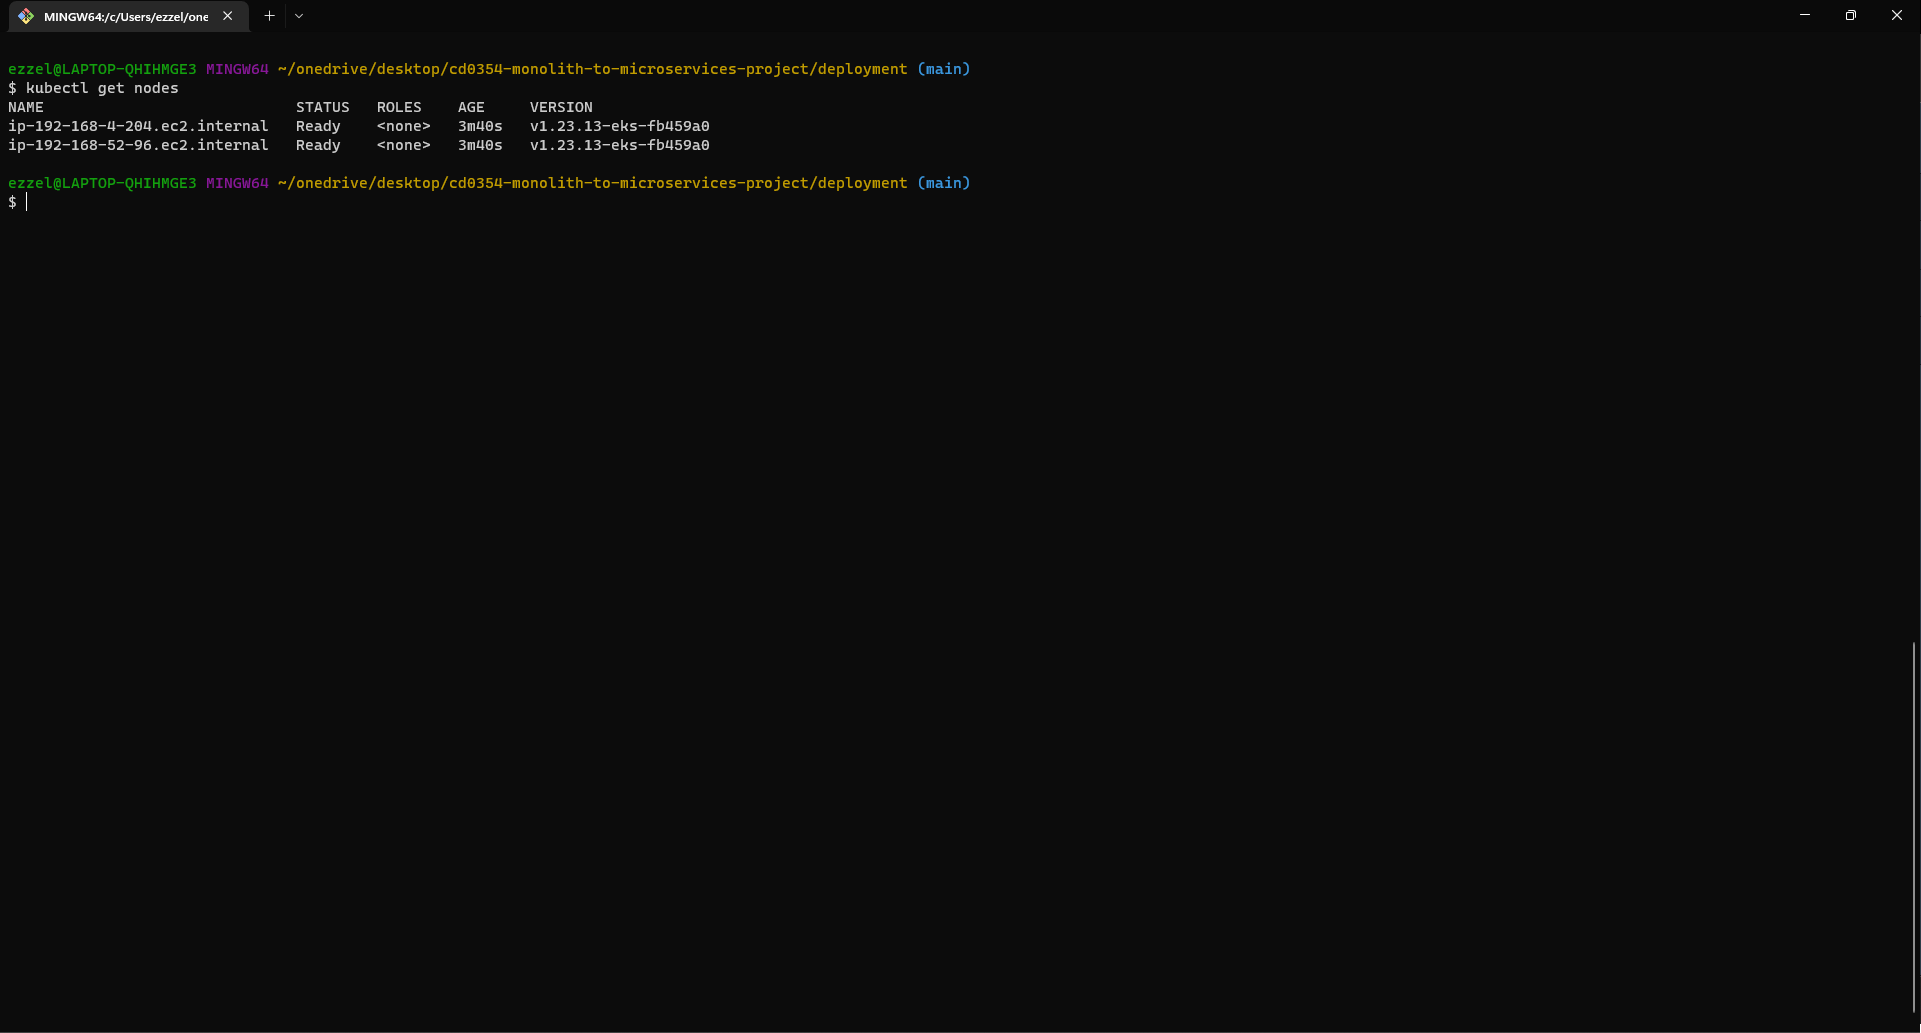 MINGW64:/c/Users/ezzel/one
ezzel@LAPTOP-QHIHMGE3 MINGW64 ~/onedrive/desktop/cd0354-monolith-to-microservices-project/deployment (main)
$ kubectl get nodes
NAME                            STATUS   ROLES    AGE     VERSION
ip-192-168-4-204.ec2.internal   Ready    <none>   3m40s   v1.23.13-eks-fb459a0
ip-192-168-52-96.ec2.internal   Ready    <none>   3m40s   v1.23.13-eks-fb459a0
ezzel@LAPTOP-QHIHMGE3 MINGW64 ~/onedrive/desktop/cd0354-monolith-to-microservices-project/deployment (main)
$